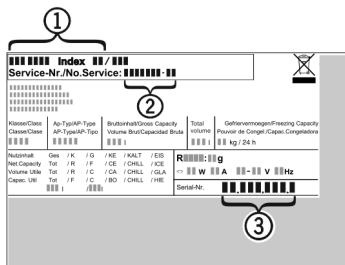 1
Index /
Service-Nr./No.Service: -
2
Klasse/Class Ap-Typ/AP-Type Bruttoinhalt/Gross Capacity Total Gefriervermoegen/Freezing Capacity
Classe/Clase AP-Type/AP-Tipo Volume Brut/Capacidad Bruta volume Pouvoir de Congel./Capac.Congeladora
l l kg / 24 h
Nutzinhalt Ges / K / G / KE / KALT / EIS R : g
Net.Capacity Tot / R / F / CE / CHILL / ICE
Volume Utile Tot / R / C / CA / CHILL / GLA W A - V Hz
Capac. Util Tot / F / C / BO / CHILL / HIE
l / l Serial-Nr. . . .
3